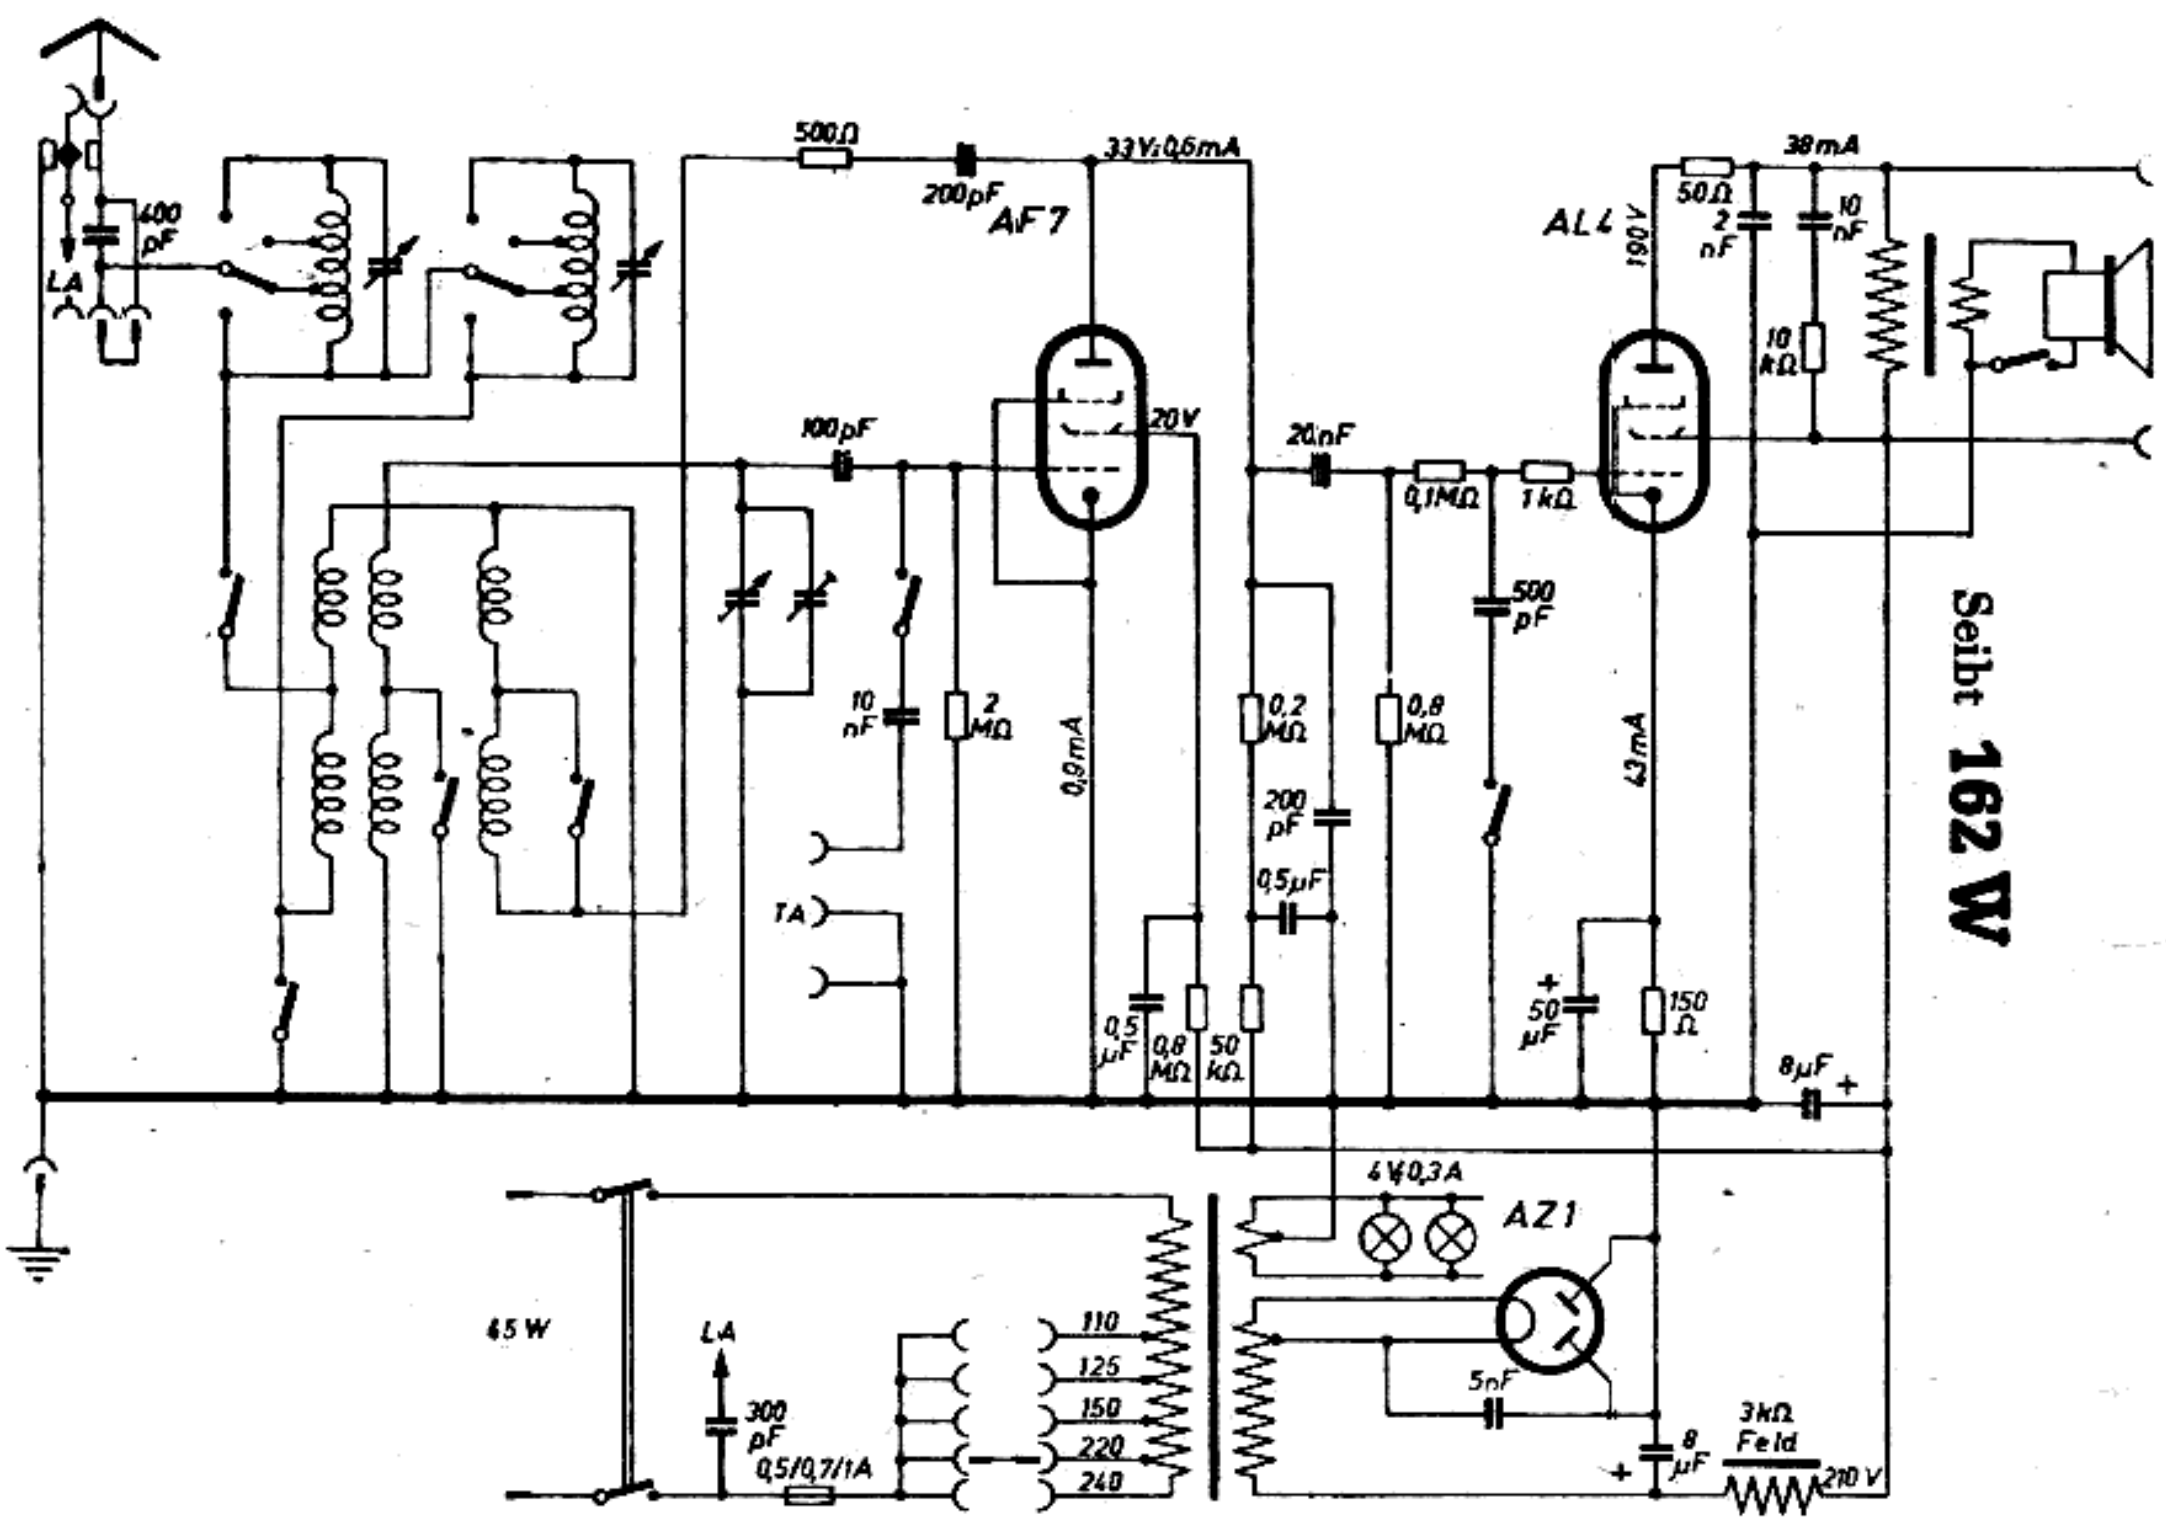 500Ω
200pF
AF7
33V; 0,6mA
38mA
50Ω
2
nF
10
nF
AL4
190V
400
pF
LA
10
kΩ
100pF
20V
20nF
0,1MΩ
1kΩ
500
pF
Seibt 162 W
10
nF
2
MΩ
0,9mA
0,2
MΩ
0,8
MΩ
43mA
200
pF
0,5µF
TA
+
50
µF
150
Ω
0,5
µF
0,8
MΩ
50
kΩ
8µF
+
4V; 0,3A
AZ1
45W
LA
110
125
150
220
240
300
pF
0,5/0,7/1A
5nF
8
µF
+
3kΩ
Feld
210V